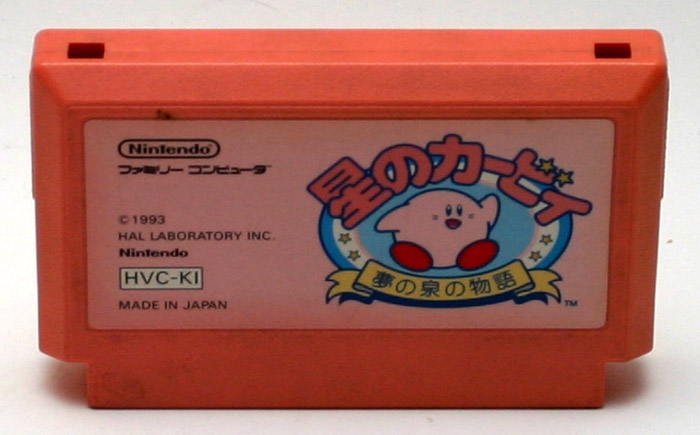 Nintendo
ファミリー コンピュータ
© 1993
HAL LABORATORY INC.
Nintendo
HVC-KI
MADE IN JAPAN
星のカービィ
夢の泉の物語
TM